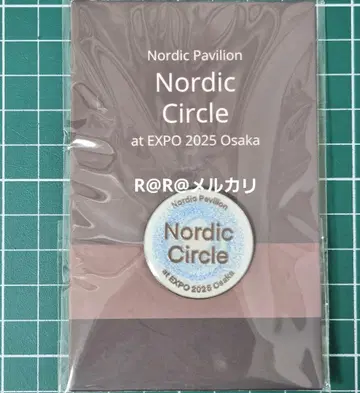 Nordic Pavilion
Nordic
Circle
at EXPO 2025 Osaka
R@R@メルカリ
Nordic Pavilion
Nordic
Circle
at EXPO 2025 Osaka